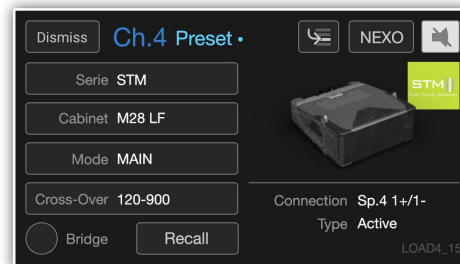 Dismiss Ch.4 Preset • NEXO
Serie STM
STM
Cabinet M28 LF
Mode MAIN
Cross-Over 120-900
Connection Sp.4 1+/1-
Type Active
Bridge Recall
LOAD4_15